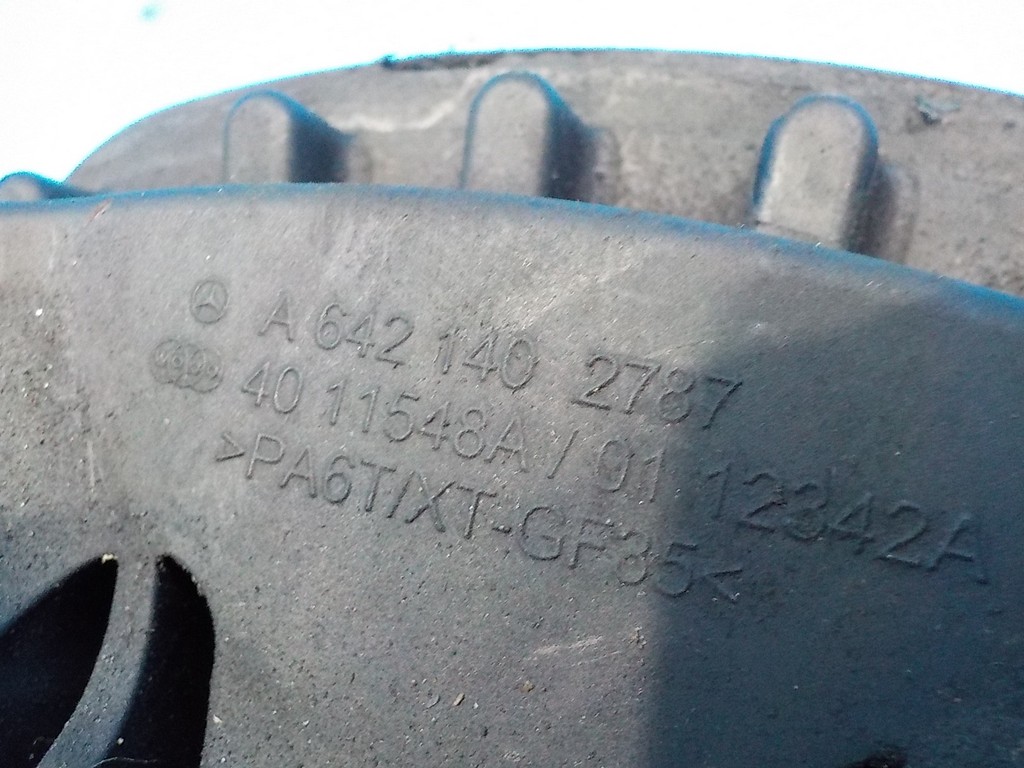 A 642 140 2787
40 11548A / 01 12342A
>PA6T/XT-GF35<